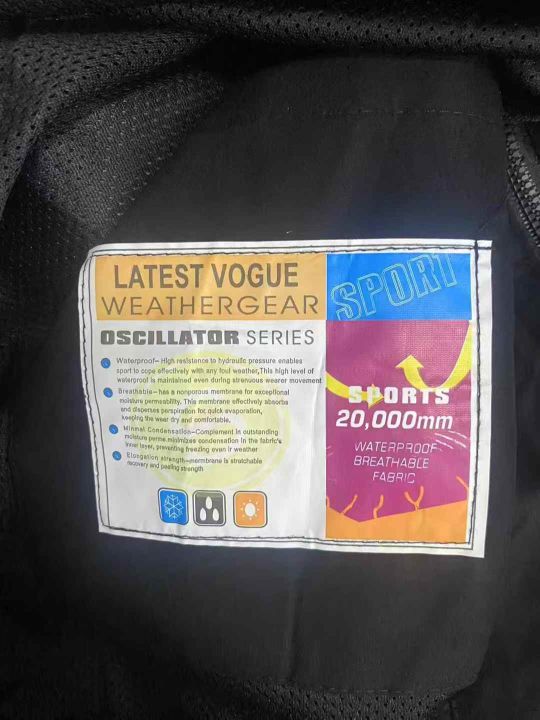 LATEST VOGUE
WEATHERGEAR
OSCILLATOR SERIES
Waterproof– High resistance to hydraulic pressure enables
sport to cope effectively with any foul weather,This high level of
waterproof is maintained even during strenuous wearer movement
Breathable– has a nonporous membrane for exceptional
moisture permeability. This membrane effectively absorbs
and disperses perspiration for quick evaporation,
keeping the wear dry and comfortable.
Minmal Condensation–Complement in outstanding
moisture perme.minimizes condensation in the fabric's
inner layer, preventing freezing even ir weather
Elongation strength–membrane is stretchable
recovery and peeling strength
SPORT
SPORTS
20,000mm
WATERPROOF
BREATHABLE
FABRIC